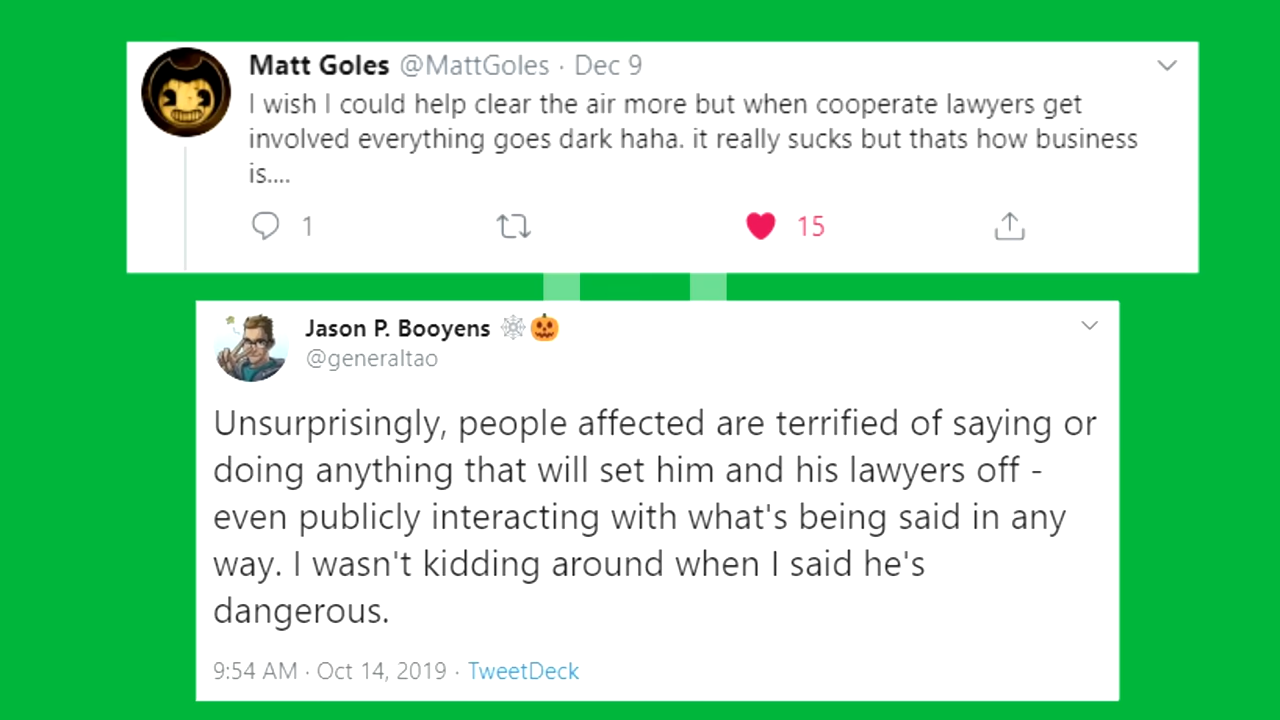 Matt Goles @MattGoles · Dec 9
I wish I could help clear the air more but when cooperate lawyers get
involved everything goes dark haha. it really sucks but thats how business
is....
1 15
Jason P. Booyens 🕸🎃
@generaltao
Unsurprisingly, people affected are terrified of saying or
doing anything that will set him and his lawyers off -
even publicly interacting with what's being said in any
way. I wasn't kidding around when I said he's
dangerous.
9:54 AM · Oct 14, 2019 · TweetDeck